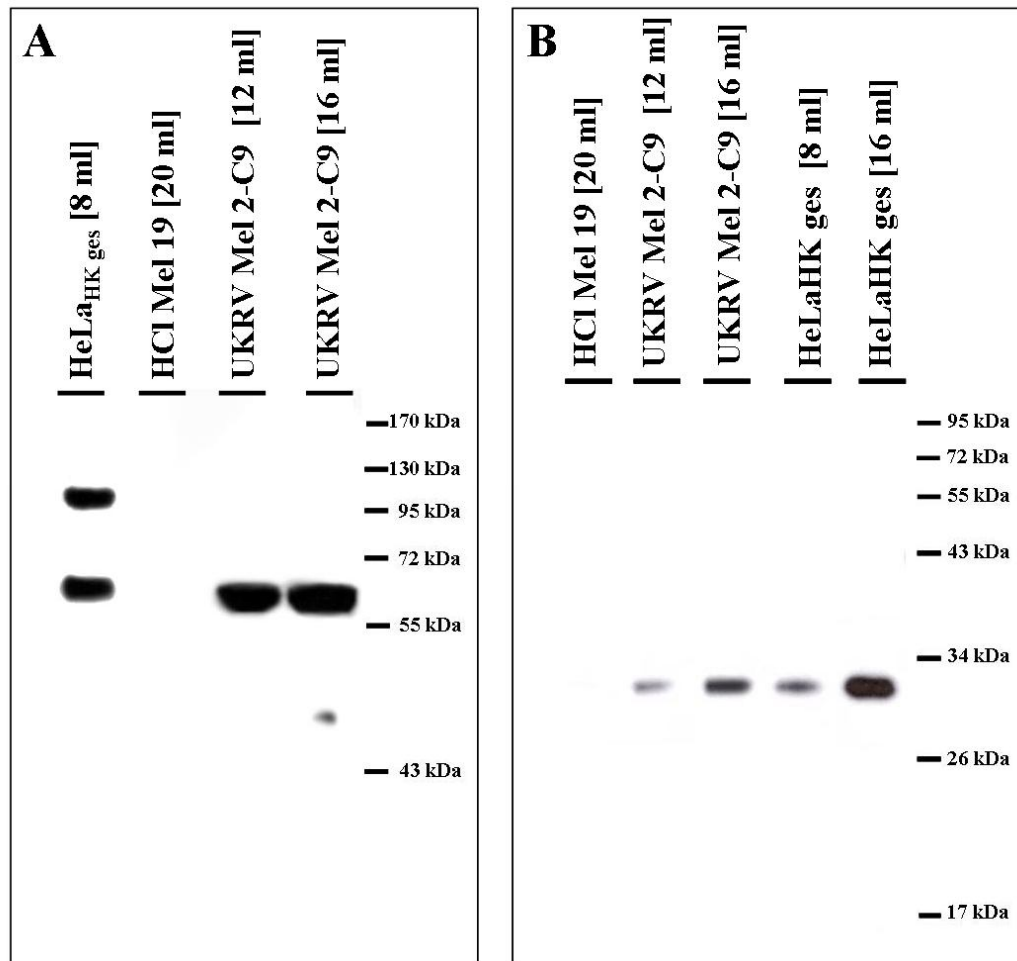 A
HeLaHK ges [8 ml]
HCl Mel 19 [20 ml]
UKRV Mel 2-C9 [12 ml]
UKRV Mel 2-C9 [16 ml]
170 kDa
130 kDa
95 kDa
72 kDa
55 kDa
43 kDa
B
HCl Mel 19 [20 ml]
UKRV Mel 2-C9 [12 ml]
UKRV Mel 2-C9 [16 ml]
HeLaHK ges [8 ml]
HeLaHK ges [16 ml]
95 kDa
72 kDa
55 kDa
43 kDa
34 kDa
26 kDa
17 kDa